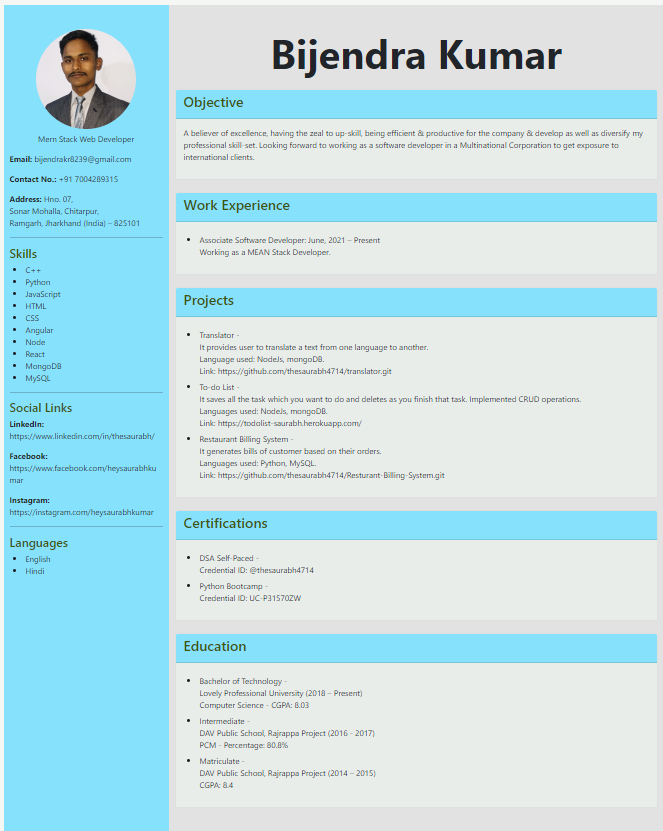 Mern Stack Web Developer
Email: bijendrakr8239@gmail.com
Contact No.: +91 7004289315
Address: Hno. 07,
Sonar Mohalla, Chitarpur,
Ramgarh, Jharkhand (India) – 825101
Skills
C++
Python
JavaScript
HTML
CSS
Angular
Node
React
MongoDB
MySQL
Social Links
LinkedIn:
https://www.linkedin.com/in/thesaurabh/
Facebook:
https://www.facebook.com/heysaurabhku
mar
Instagram:
https://instagram.com/heysaurabhkumar
Languages
English
Hindi
Bijendra Kumar
Objective
A believer of excellence, having the zeal to up-skill, being efficient & productive for the company & develop as well as diversify my
professional skill-set. Looking forward to working as a software developer in a Multinational Corporation to get exposure to
international clients.
Work Experience
Associate Software Developer: June, 2021 – Present
Working as a MEAN Stack Developer.
Projects
Translator -
It provides user to translate a text from one language to another.
Language used: NodeJs, mongoDB.
Link: https://github.com/thesaurabh4714/translator.git
To-do List -
It saves all the task which you want to do and deletes as you finish that task. Implemented CRUD operations.
Languages used: NodeJs, mongoDB.
Link: https://todolist-saurabh.herokuapp.com/
Restaurant Billing System -
It generates bills of customer based on their orders.
Languages used: Python, MySQL.
Link: https://github.com/thesaurabh4714/Resturant-Billing-System.git
Certifications
DSA Self-Paced -
Credential ID: @thesaurabh4714
Python Bootcamp -
Credential ID: UC-P31570ZW
Education
Bachelor of Technology -
Lovely Professional University (2018 – Present)
Computer Science - CGPA: 8.03
Intermediate -
DAV Public School, Rajrappa Project (2016 - 2017)
PCM - Percentage: 80.8%
Matriculate -
DAV Public School, Rajrappa Project (2014 – 2015)
CGPA: 8.4